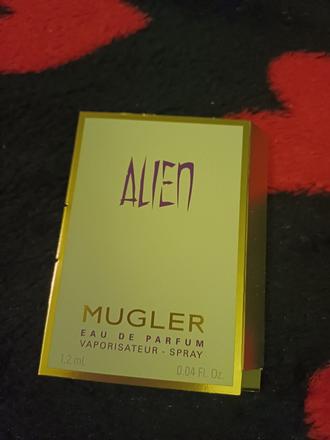 ALIEN
MUGLER
EAU DE PARFUM
VAPORISATEUR - SPRAY
1.2 ml 0.04 Fl. Oz.